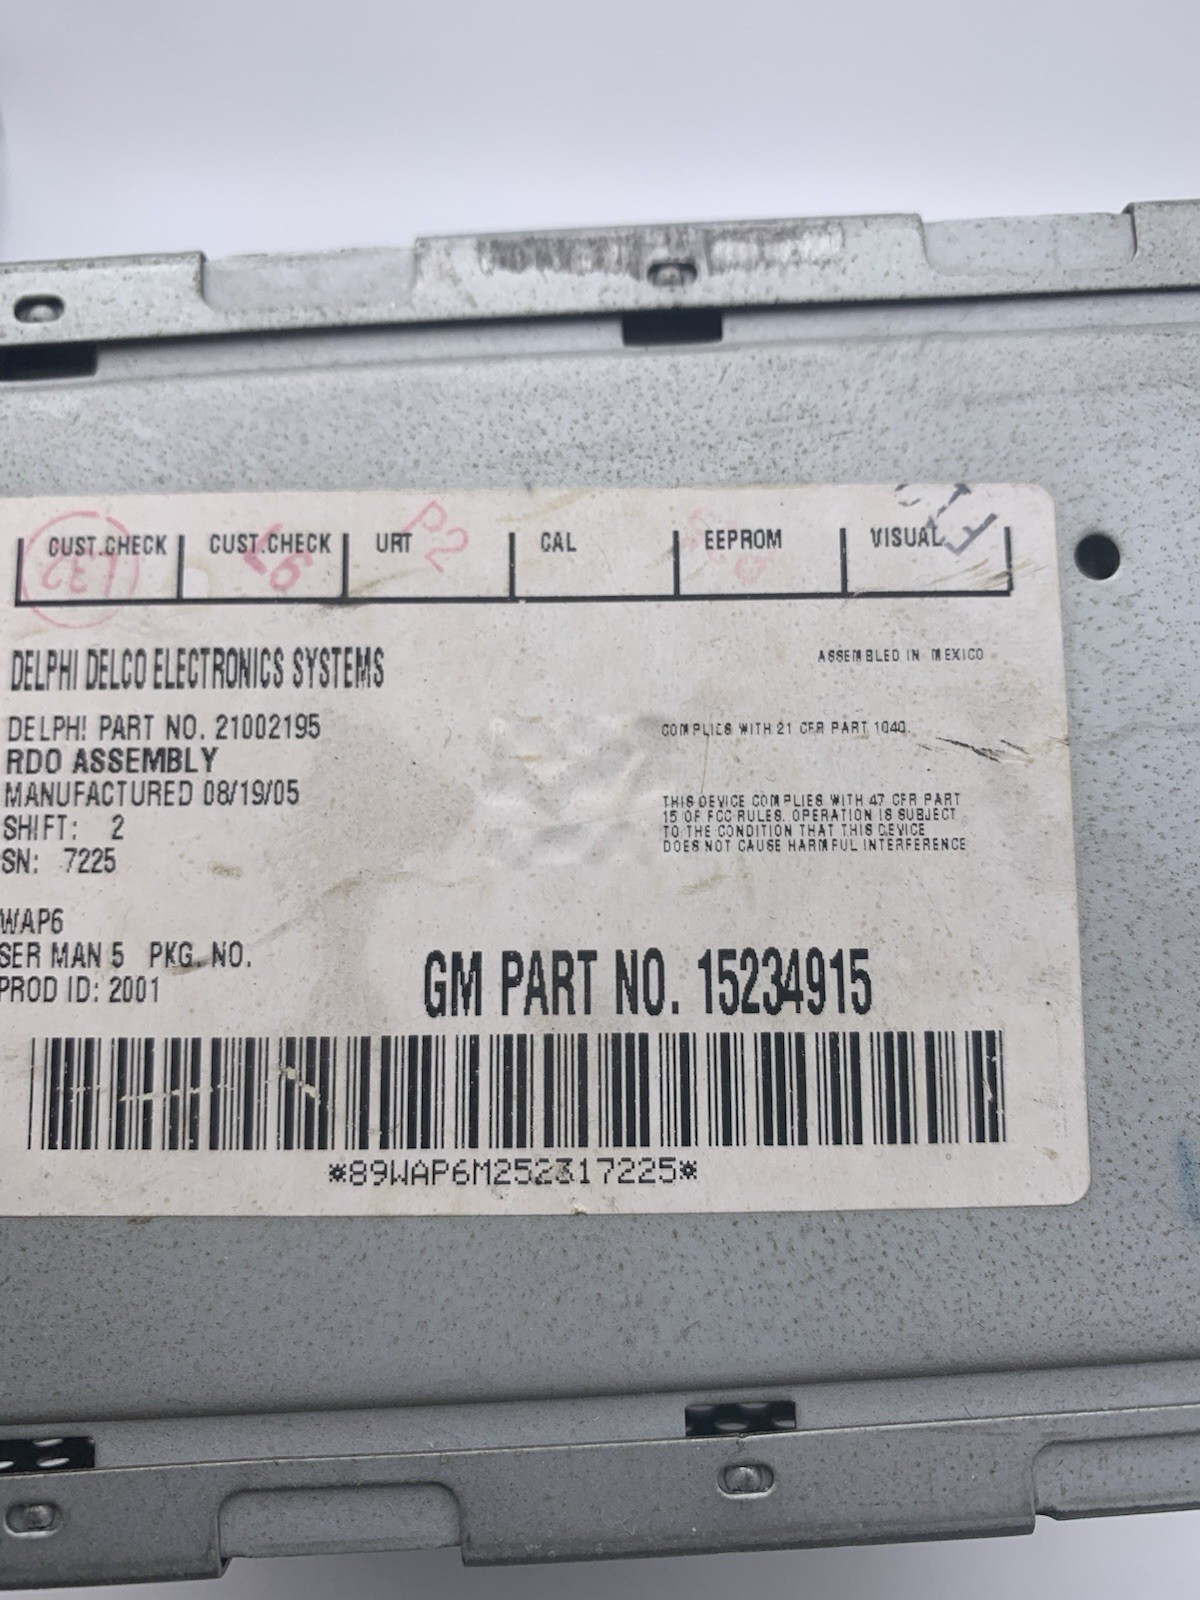 CUST.CHECK CUST.CHECK URT CAL EEPROM VISUAL
L32 L6 P2
DELPHI DELCO ELECTRONICS SYSTEMS
ASSEMBLED IN MEXICO
DELPHI PART NO. 21002195
COMPLIES WITH 21 CFR PART 1040.
RDO ASSEMBLY
MANUFACTURED 08/19/05
SHIFT: 2
SN: 7225
THIS DEVICE COMPLIES WITH 47 CFR PART
15 OF FCC RULES. OPERATION IS SUBJECT
TO THE CONDITION THAT THIS DEVICE
DOES NOT CAUSE HARMFUL INTERFERENCE
WAP6
SER MAN 5 PKG. NO.
PROD ID: 2001
GM PART NO. 15234915
*89WAP6M252317225*